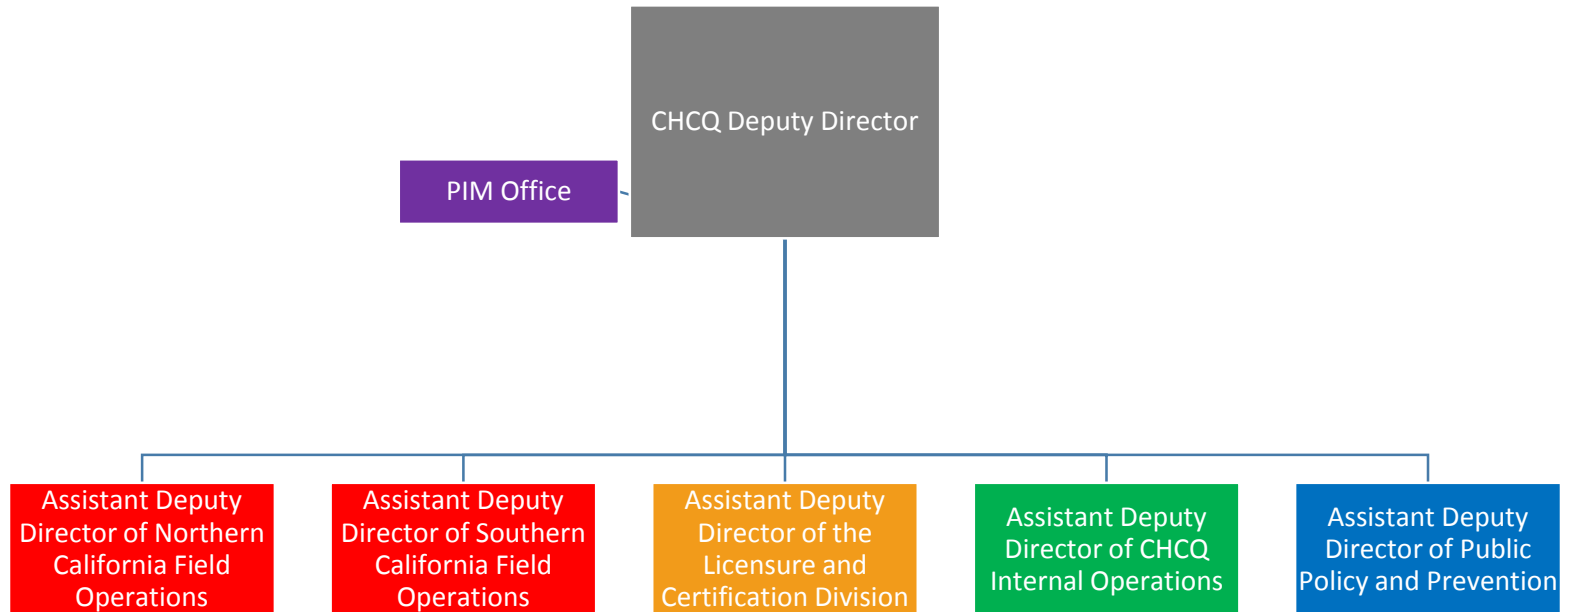 CHCQ Deputy Director
PIM Office
Assistant Deputy
Director of Northern
California Field
Operations
Assistant Deputy
Director of Southern
California Field
Operations
Assistant Deputy
Director of the
Licensure and
Certification Division
Assistant Deputy
Director of CHCQ
Internal Operations
Assistant Deputy
Director of Public
Policy and Prevention